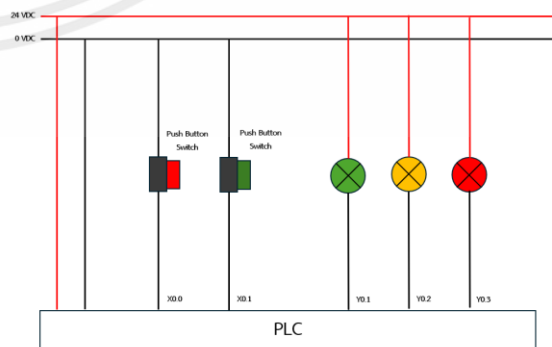 24 VDC
0 VDC
Push Button
Switch
Push Button
Switch
X0.0
X0.1
Y0.1
Y0.2
Y0.3
PLC